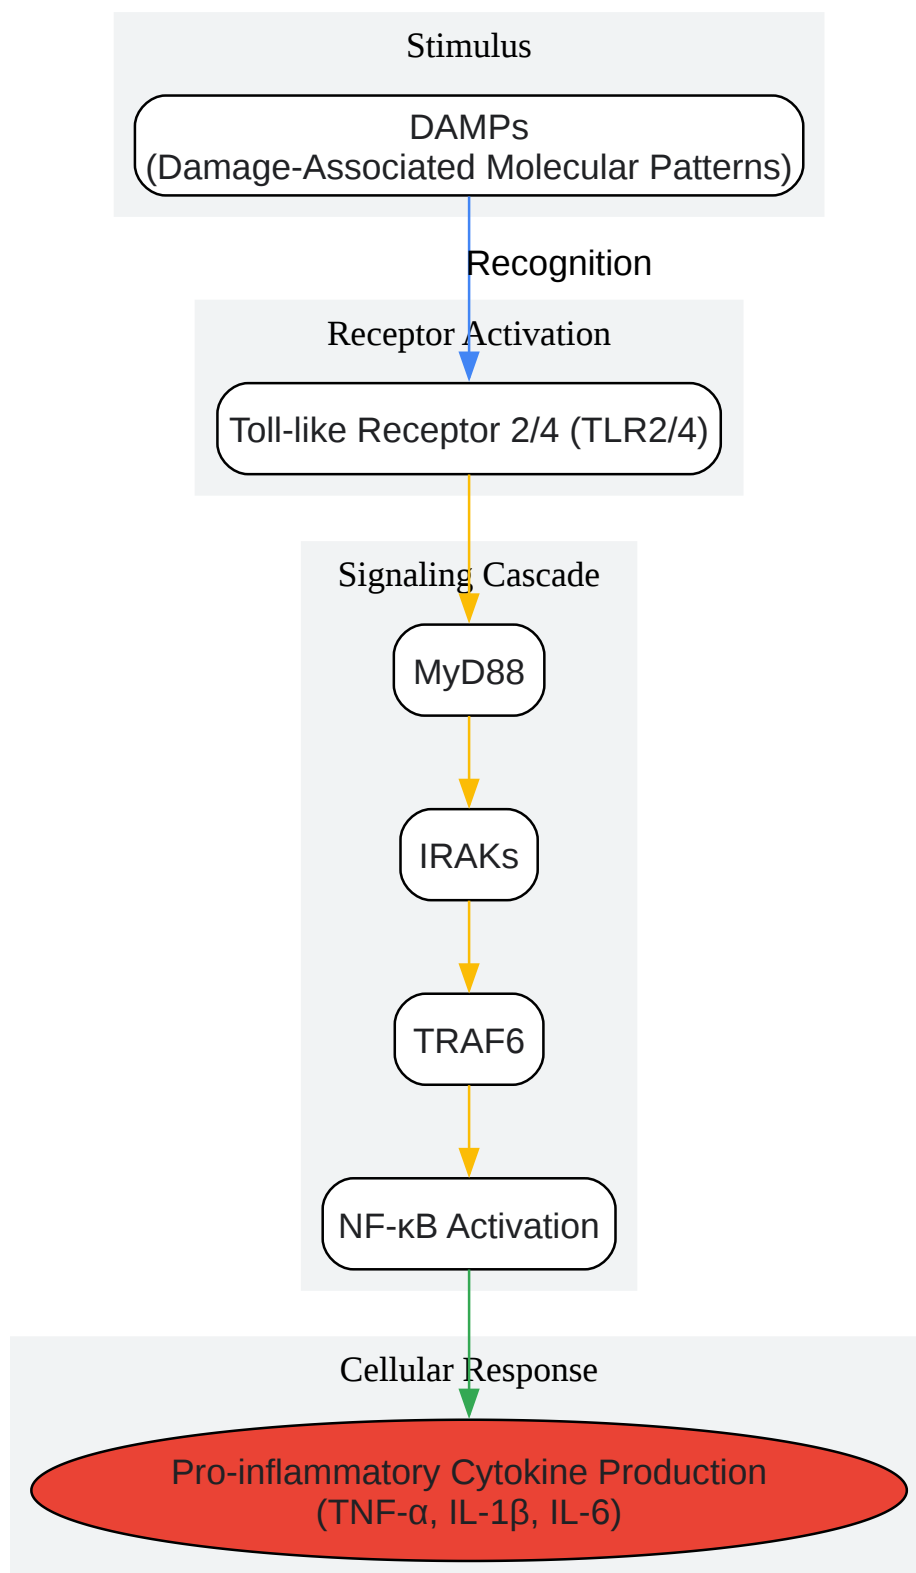 Stimulus
DAMPs
(Damage-Associated Molecular Patterns)
Recognition
Receptor Activation
Toll-like Receptor 2/4 (TLR2/4)
Signaling Cascade
MyD88
IRAKs
TRAF6
NF-κB Activation
Cellular Response
Pro-inflammatory Cytokine Production
(TNF-α, IL-1β, IL-6)